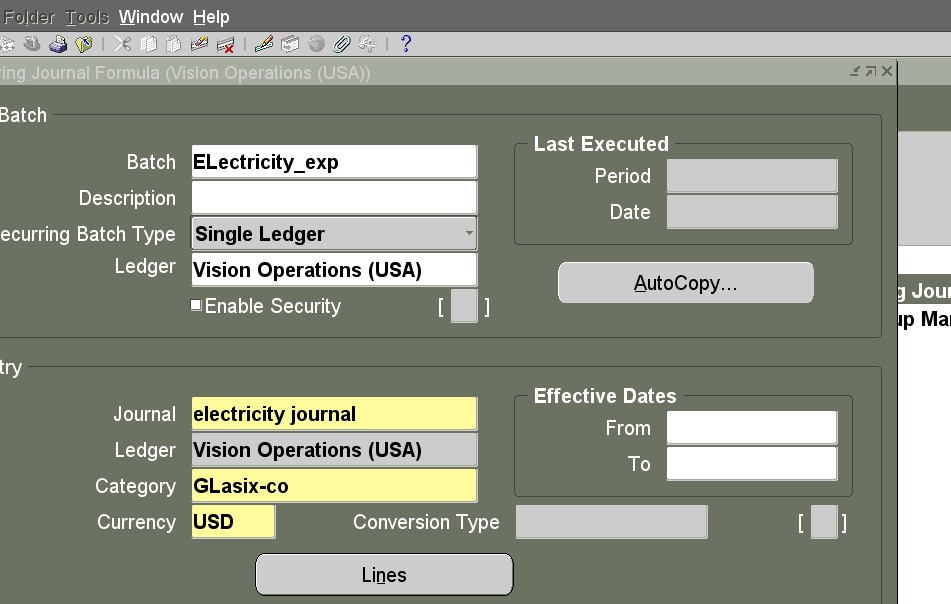 Folder Tools Window Help
?
ring Journal Formula (Vision Operations (USA))
Batch
Batch ELectricity_exp
Description
ecurring Batch Type Single Ledger
Ledger Vision Operations (USA)
Enable Security [ ]
Last Executed
Period
Date
AutoCopy...
g Jour
up Ma
try
Journal electricity journal
Ledger Vision Operations (USA)
Category GLasix-co
Currency USD
Conversion Type [ ]
Effective Dates
From
To
Lines